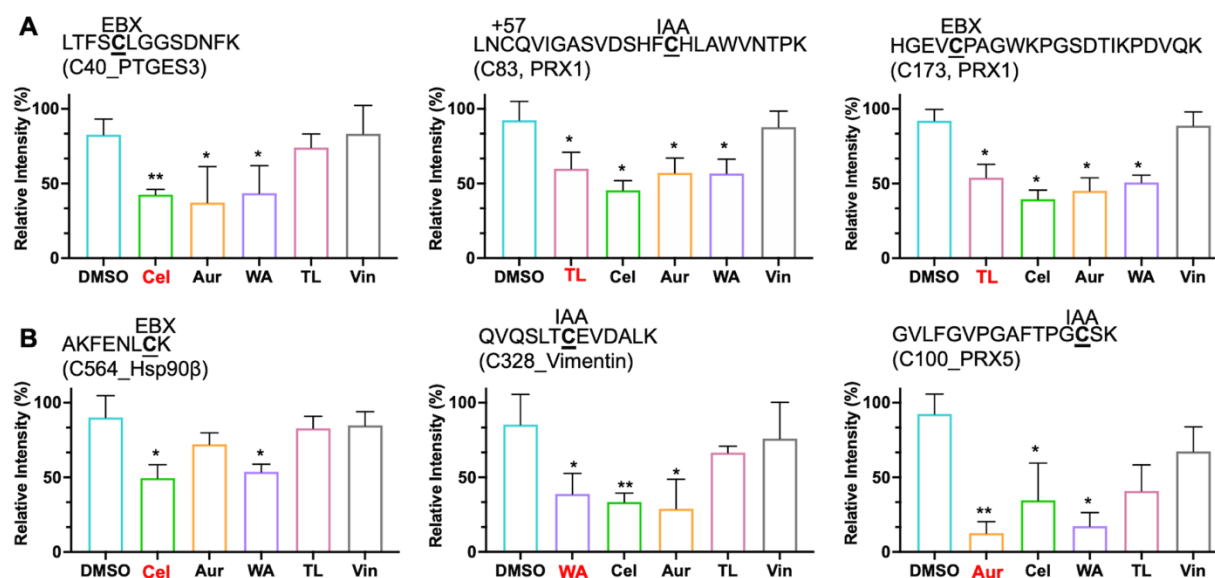 A
EBX
LTFSCLGGSDNFK
(C40_PTGES3)
Relative Intensity (%)
100
50
0
**
*
*
DMSO Cel Aur WA TL Vin
+57 IAA
LNCQVIGASVDSHFCHLAWVNTPK
(C83, PRX1)
Relative Intensity (%)
100
50
0
*
*
*
*
DMSO TL Cel Aur WA Vin
EBX
HGEVCPAGWKPGSDTIKPDVQK
(C173, PRX1)
Relative Intensity (%)
100
50
0
*
*
*
*
DMSO TL Cel Aur WA Vin
B
EBX
AKFENLCK
(C564_Hsp90β)
Relative Intensity (%)
100
50
0
*
*
DMSO Cel Aur WA TL Vin
IAA
QVQSLTCEVDALK
(C328_Vimentin)
Relative Intensity (%)
100
50
0
*
**
*
DMSO WA Cel Aur TL Vin
IAA
GVLFGVPGAFTPGCSK
(C100_PRX5)
Relative Intensity (%)
100
50
0
**
*
*
DMSO Aur Cel WA TL Vin